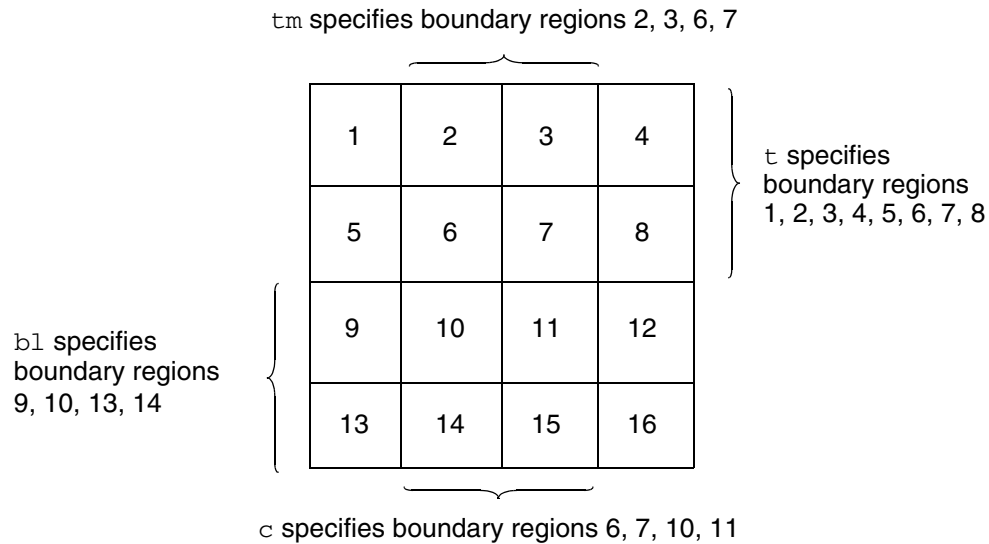 tm specifies boundary regions 2, 3, 6, 7
1 2 3 4
t specifies
boundary regions
1, 2, 3, 4, 5, 6, 7, 8
5 6 7 8
9 10 11 12
bl specifies
boundary regions
9, 10, 13, 14
13 14 15 16
c specifies boundary regions 6, 7, 10, 11